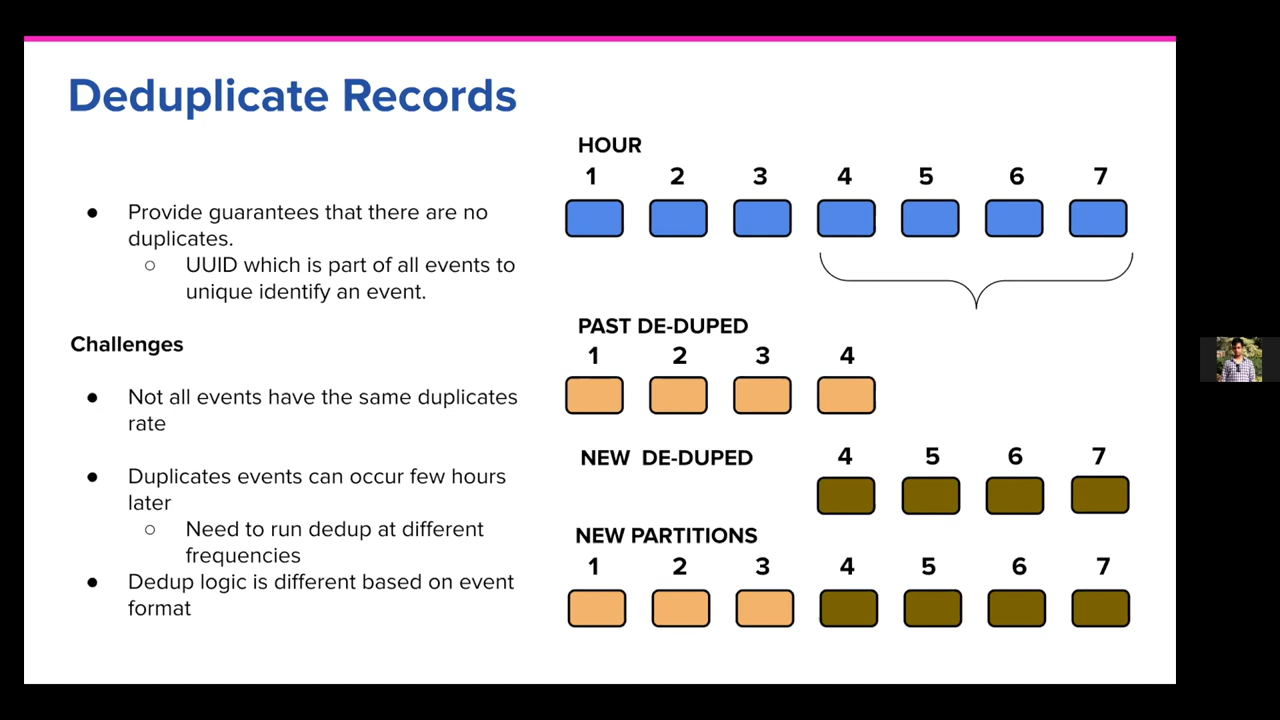 Deduplicate Records
● Provide guarantees that there are no
duplicates.
○ UUID which is part of all events to
unique identify an event.
Challenges
● Not all events have the same duplicates
rate
● Duplicates events can occur few hours
later
○ Need to run dedup at different
frequencies
● Dedup logic is different based on event
format
HOUR
1 2 3 4 5 6 7
PAST DE-DUPED
1 2 3 4
NEW DE-DUPED
4 5 6 7
NEW PARTITIONS
1 2 3 4 5 6 7